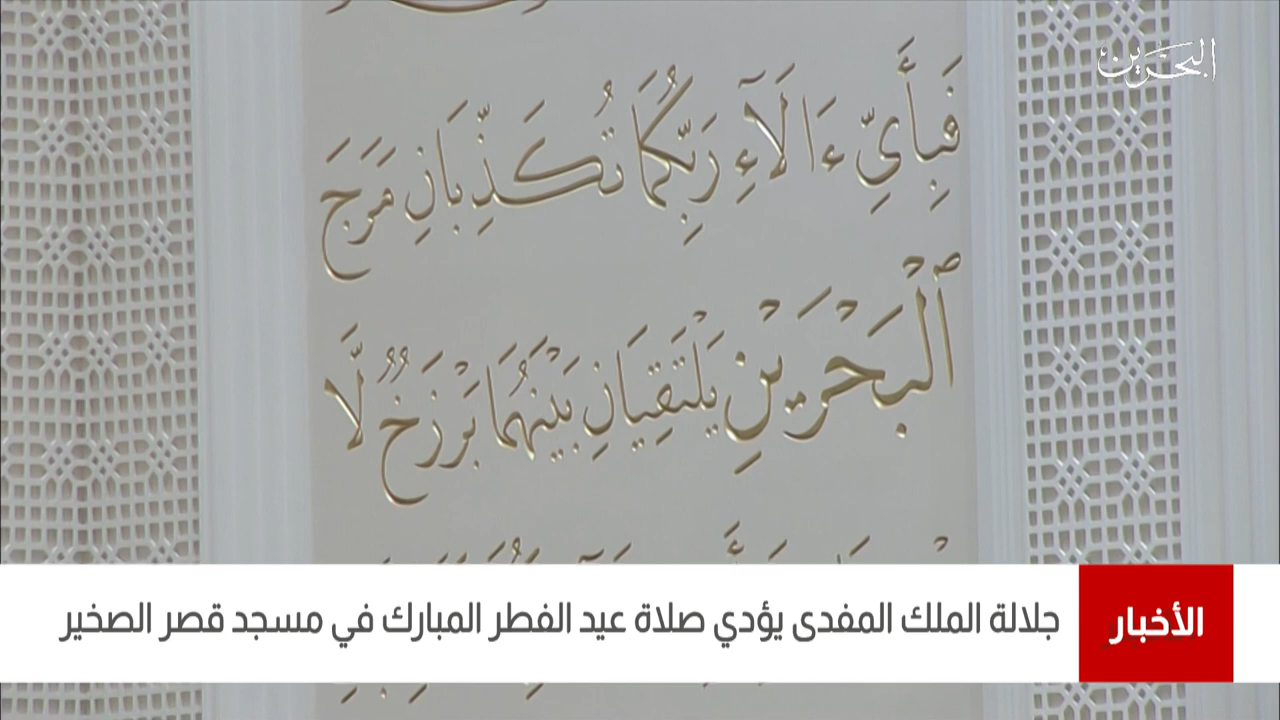 البحرين
فَبِأَيِّ ءَالَآءِ رَبِّكُمَا تُكَذِّبَانِ مَرَجَ
ٱلْبَحْرَيْنِ يَلْتَقِيَانِ بَيْنَهُمَا بَرْزَخٌ لَّا
الأخبار
جلالة الملك المفدى يؤدي صلاة عيد الفطر المبارك في مسجد قصر الصخير